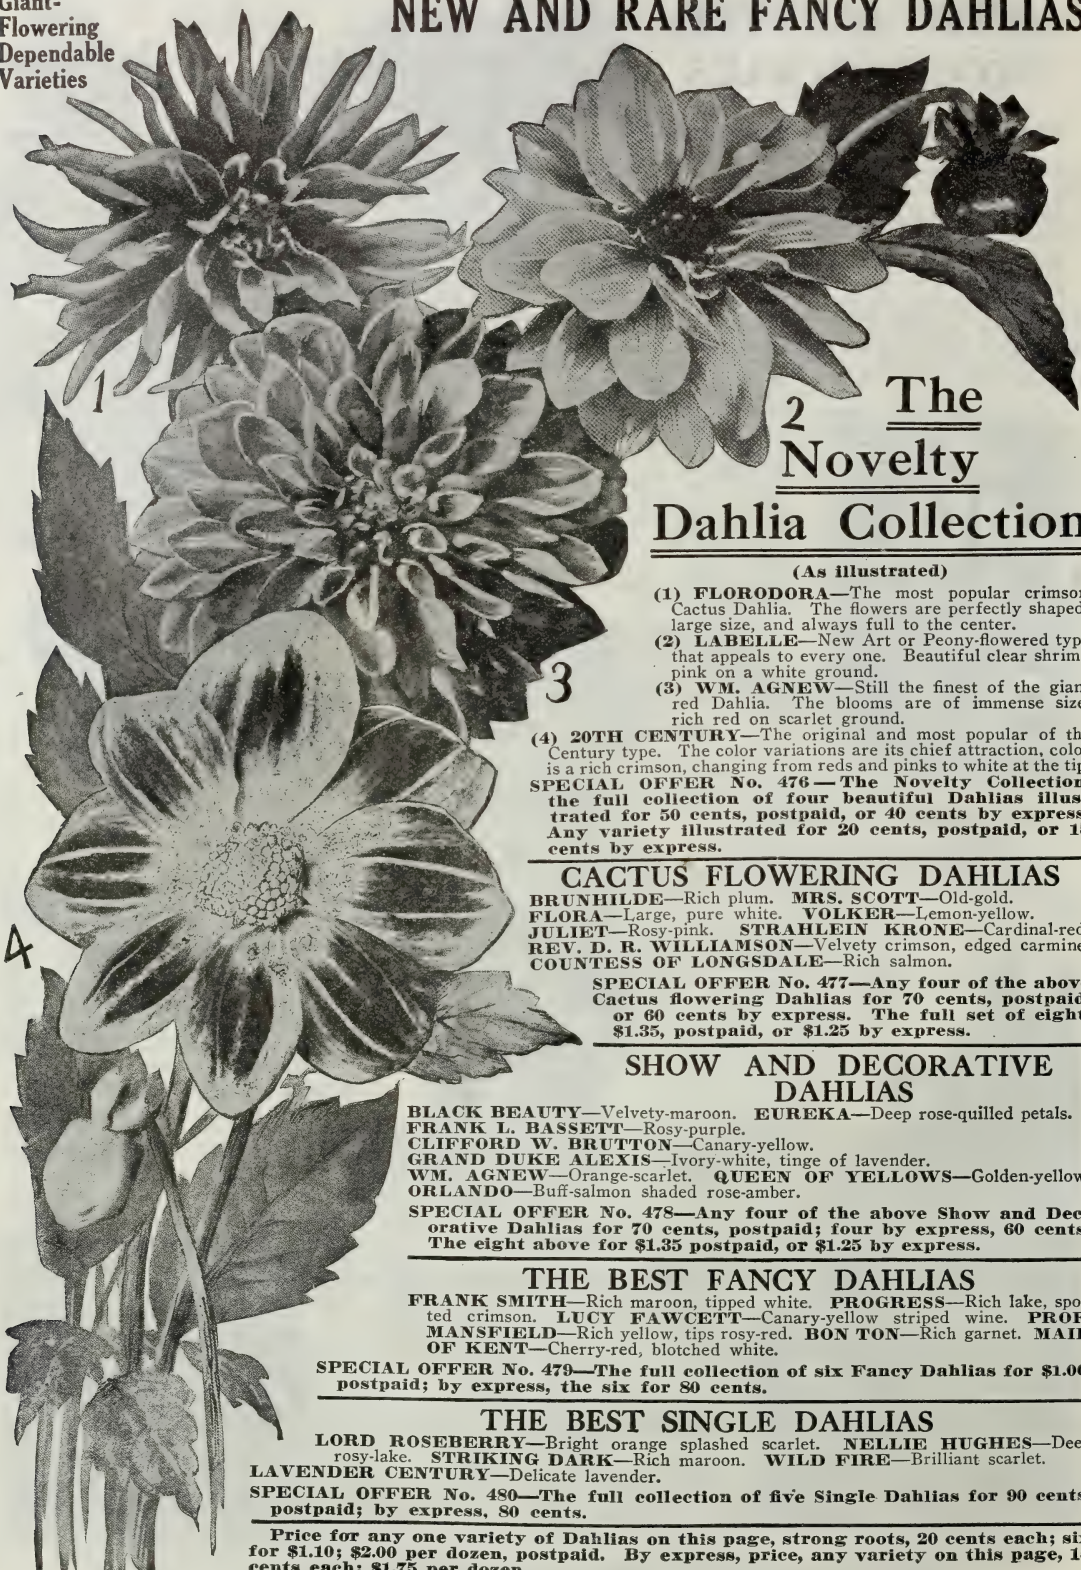 Giant-
Flowering
Dependable
Varieties
NEW AND RARE FANCY DAHLIAS
1
2
3
4
The
Novelty
Dahlia Collection
(As illustrated)
(1) FLORODORA—The most popular crimson
Cactus Dahlia. The flowers are perfectly shaped
large size, and always full to the center.
(2) LABELLE—New Art or Peony-flowered typ
that appeals to every one. Beautiful clear shrim
pink on a white ground.
(3) WM. AGNEW—Still the finest of the gian
red Dahlia. The blooms are of immense size
rich red on scarlet ground.
(4) 20TH CENTURY—The original and most popular of th
Century type. The color variations are its chief attraction, colo
is a rich crimson, changing from reds and pinks to white at the tip
SPECIAL OFFER No. 476—The Novelty Collection
the full collection of four beautiful Dahlias illus-
trated for 50 cents, postpaid, or 40 cents by express
Any variety illustrated for 20 cents, postpaid, or
cents by express.
CACTUS FLOWERING DAHLIAS
BRUNHILDE—Rich plum. MRS. SCOTT—Old-gold.
FLORA—Large, pure white. VOLKER—Lemon-yellow.
JULIET—Rosy-pink. STRAHLEIN KRONE—Cardinal-red
REV. D. R. WILLIAMSON—Velvety crimson, edged carmine
COUNTESS OF LONGSDALE—Rich salmon.
SPECIAL OFFER No. 477—Any four of the abov
Cactus flowering Dahlias for 70 cents, postpaid
or 60 cents by express. The full set of eight
$1.35, postpaid, or $1.25 by express.
SHOW AND DECORATIVE
DAHLIAS
BLACK BEAUTY—Velvety-maroon. EUREKA—Deep rose-quilled petals.
FRANK L. BASSETT—Rosy-purple.
CLIFFORD W. BRUTTON—Canary-yellow.
GRAND DUKE ALEXIS—Ivory-white, tinge of lavender.
WM. AGNEW—Orange-scarlet. QUEEN OF YELLOWS—Golden-yellow
ORLANDO—Buff-salmon shaded rose-amber.
SPECIAL OFFER No. 478—Any four of the above Show and Dec-
orative Dahlias for 70 cents, postpaid; four by express, 60 cents
The eight above for $1.35 postpaid, or $1.25 by express.
THE BEST FANCY DAHLIAS
FRANK SMITH—Rich maroon, tipped white. PROGRESS—Rich lake, spo
ted crimson. LUCY FAWCETT—Canary-yellow striped wine. PROF
MANSFIELD—Rich yellow, tips rosy-red. BON TON—Rich garnet. MAID
OF KENT—Cherry-red, blotched white.
SPECIAL OFFER No. 479—The full collection of six Fancy Dahlias for $1.00
postpaid; by express, the six for 80 cents.
THE BEST SINGLE DAHLIAS
LORD ROSEBERRY—Bright orange splashed scarlet. NELLIE HUGHES—Dee
rosy-lake. STRIKING DARK—Rich maroon. WILD FIRE—Brilliant scarlet.
LAVENDER CENTURY—Delicate lavender.
SPECIAL OFFER No. 480—The full collection of five Single Dahlias for 90 cents
postpaid; by express, 80 cents.
Price for any one variety of Dahlias on this page, strong roots, 20 cents each; six
for $1.10; $2.00 per dozen, postpaid. By express, price, any variety on this page,
cents each; $1.75 per dozen.